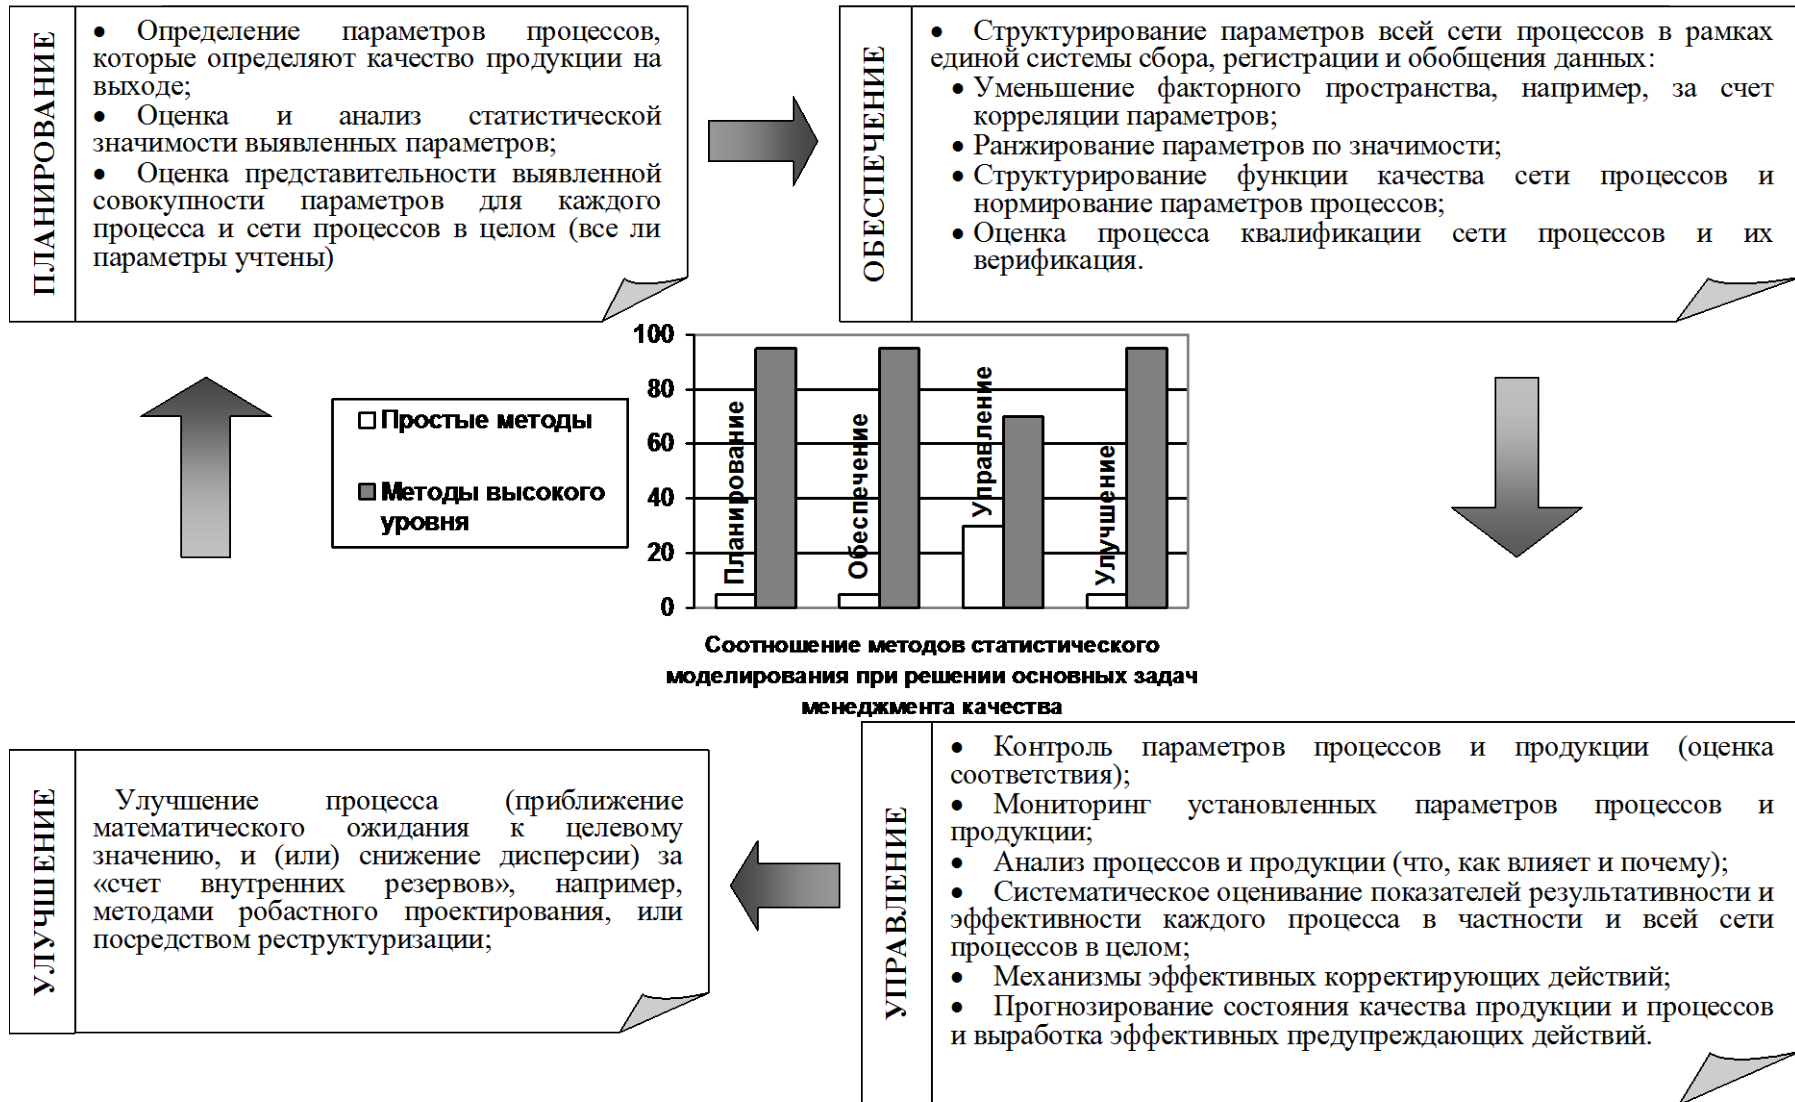 ПЛАНИРОВАНИЕ
• Определение параметров процессов,
которые определяют качество продукции на
выходе;
• Оценка и анализ статистической
значимости выявленных параметров;
• Оценка представительности выявленной
совокупности параметров для каждого
процесса и сети процессов в целом (все ли
параметры учтены)
ОБЕСПЕЧЕНИЕ
• Структурирование параметров всей сети процессов в рамках
единой системы сбора, регистрации и обобщения данных:
• Уменьшение факторного пространства, например, за счет
корреляции параметров;
• Ранжирование параметров по значимости;
• Структурирование функции качества сети процессов и
нормирование параметров процессов;
• Оценка процесса квалификации сети процессов и их
верификация.
Простые методы
Методы высокого
уровня
100
80
60
40
20
0
Планирование
Обеспечение
Управление
Улучшение
Соотношение методов статистического
моделирования при решении основных задач
менеджмента качества
УЛУЧШЕНИЕ
Улучшение процесса (приближение
математического ожидания к целевому
значению, и (или) снижение дисперсии) за
«счет внутренних резервов», например,
методами робастного проектирования, или
посредством реструктуризации;
УПРАВЛЕНИЕ
• Контроль параметров процессов и продукции (оценка
соответствия);
• Мониторинг установленных параметров процессов и
продукции;
• Анализ процессов и продукции (что, как влияет и почему);
• Систематическое оценивание показателей результативности и
эффективности каждого процесса в частности и всей сети
процессов в целом;
• Механизмы эффективных корректирующих действий;
• Прогнозирование состояния качества продукции и процессов
и выработка эффективных предупреждающих действий.